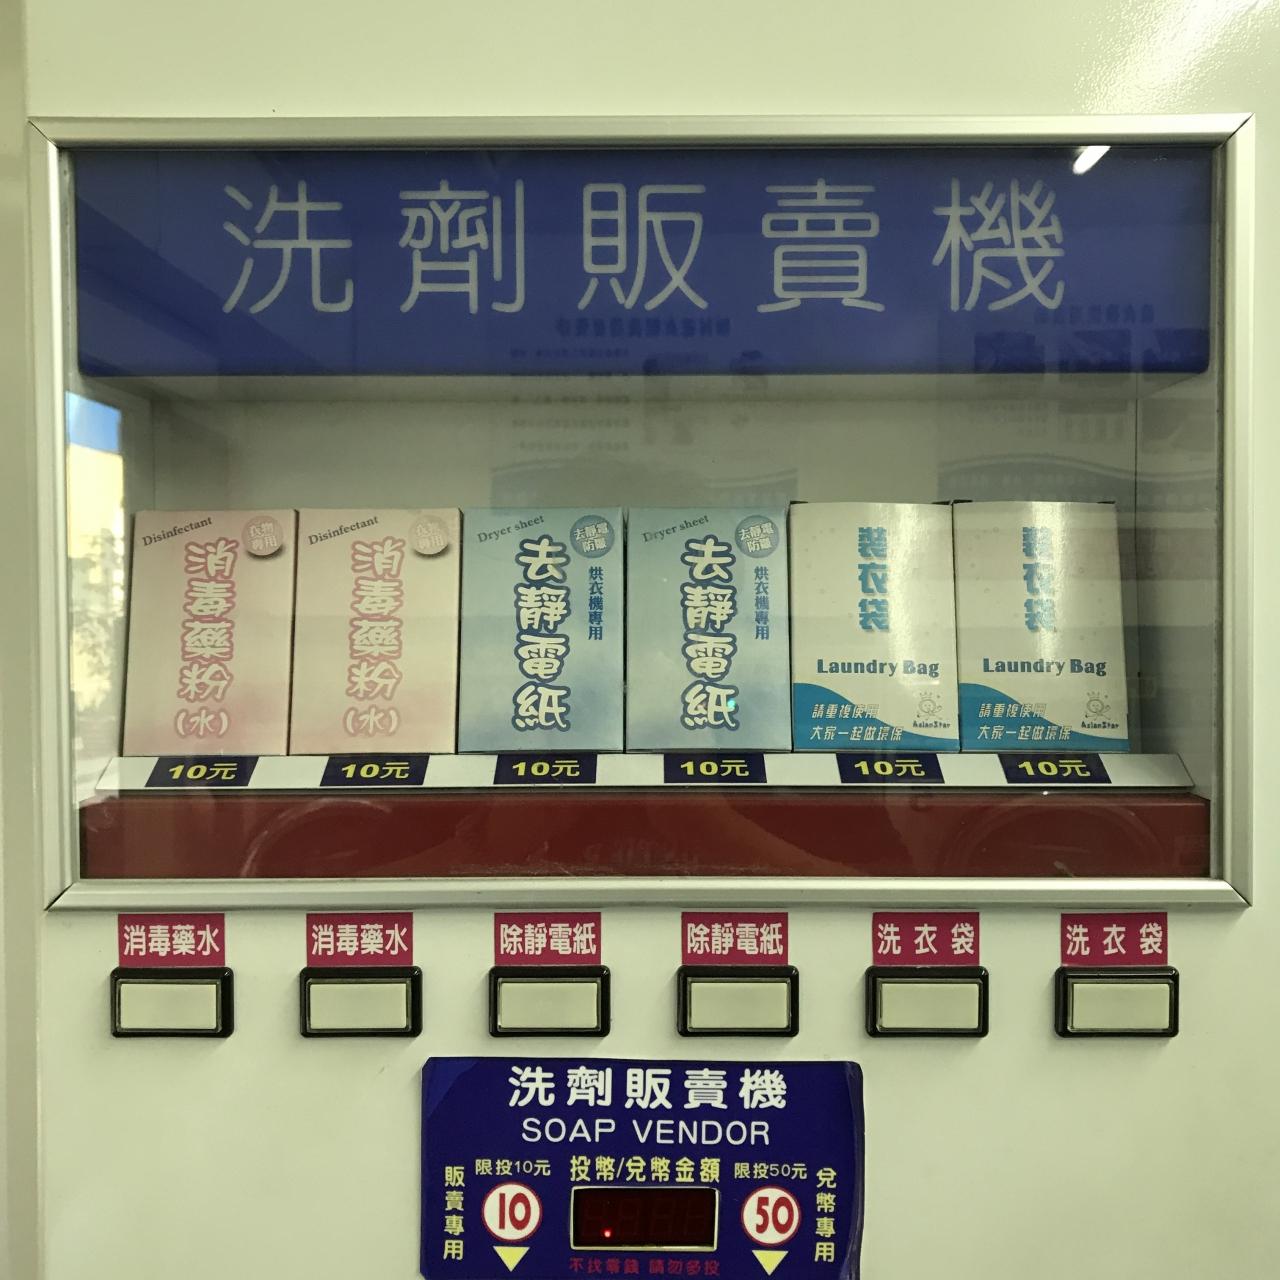 洗劑販賣機
Disinfectant
衣物
專用
消毒藥粉
(水)
Disinfectant
衣物
專用
消毒藥粉
(水)
Dryer sheet
去靜電
防皺
去靜電紙
烘衣機專用
Dryer sheet
去靜電
防皺
去靜電紙
烘衣機專用
裝衣袋
Laundry Bag
請重複使用
大家一起做環保
AsianStar
裝衣袋
Laundry Bag
請重複使用
大家一起做環保
AsianStar
10元 10元 10元 10元 10元 10元
消毒藥水 消毒藥水 除靜電紙 除靜電紙 洗衣袋 洗衣袋
洗劑販賣機
SOAP VENDOR
限投10元 投幣/兌幣金額 限投50元
販賣專用
10
50
兌幣專用
不找零錢 請勿多投